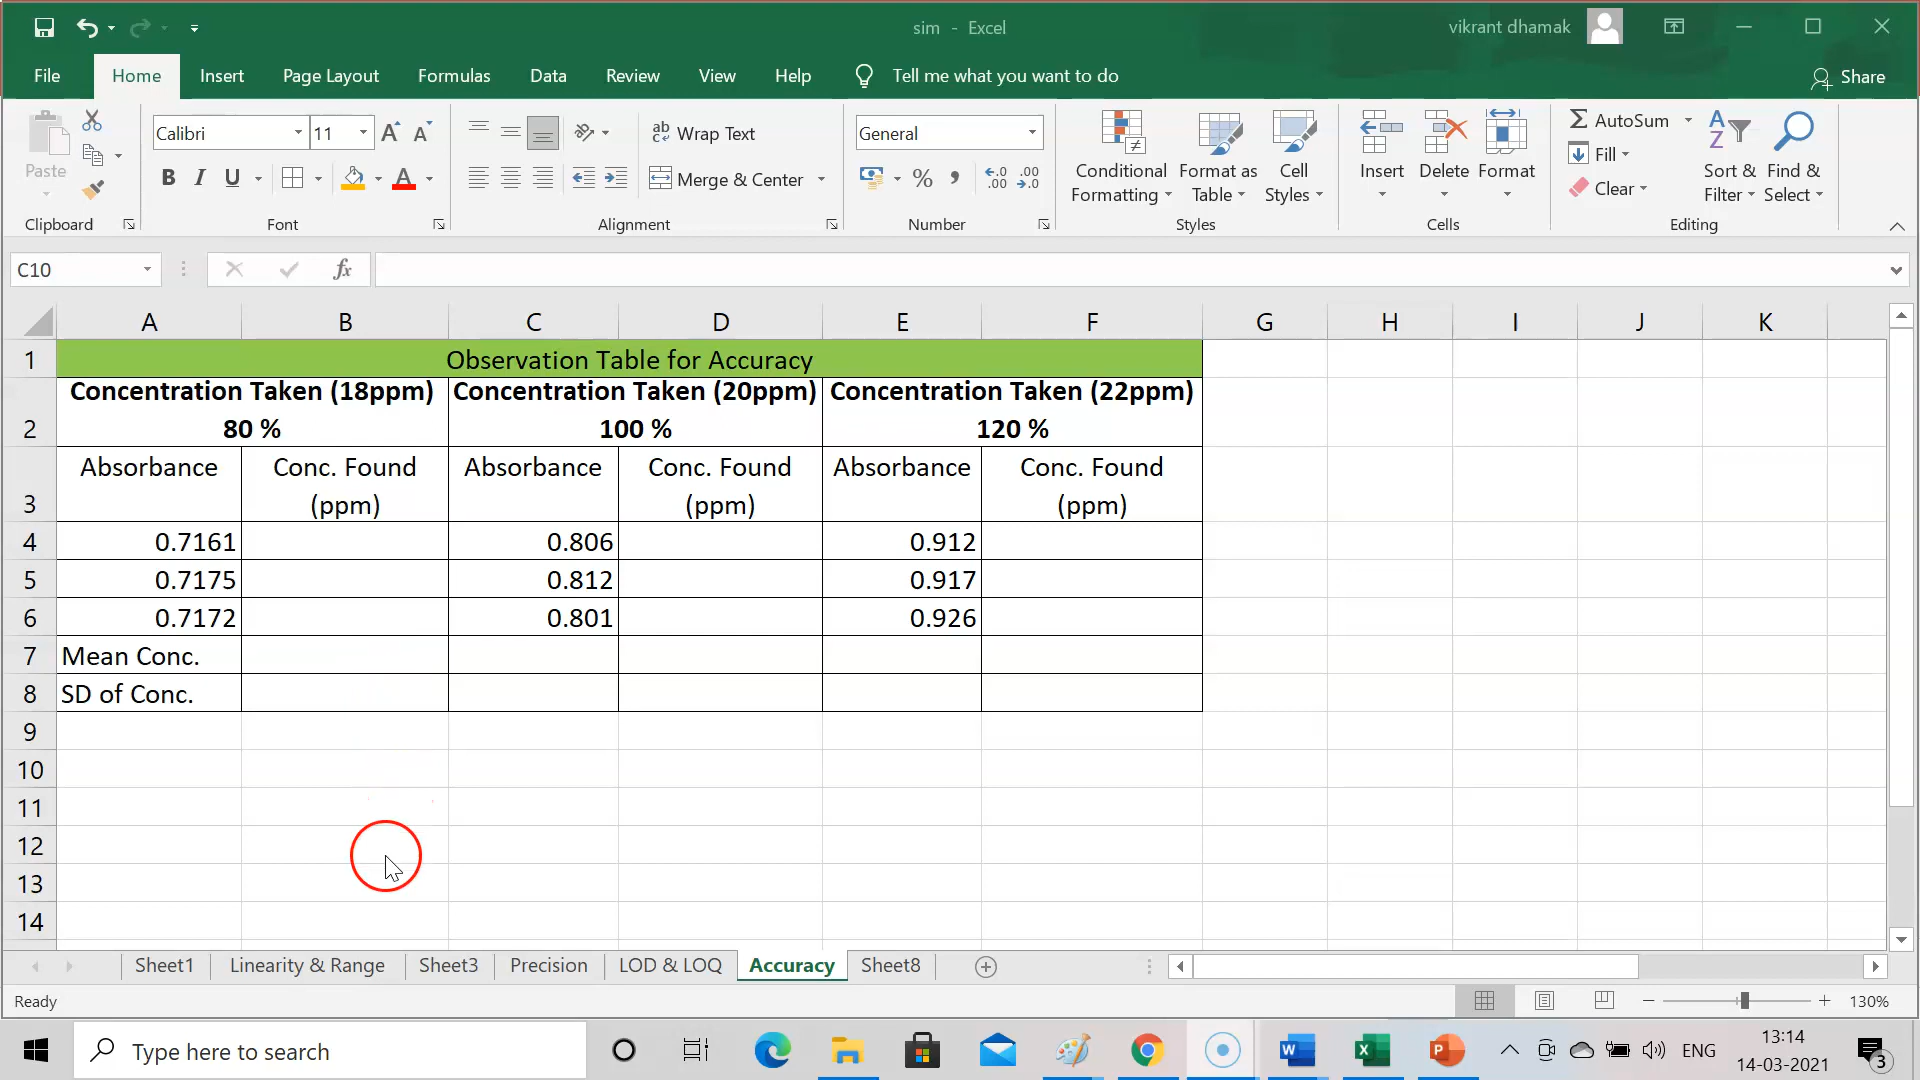 sim - Excel
vikrant dhamak
File Home Insert Page Layout Formulas Data Review View Help Tell me what you want to do Share
Paste
Calibri 11
B I U
Wrap Text
Merge & Center
General
% , .00 .00
Conditional Formatting
Format as Table
Cell Styles
Insert Delete Format
AutoSum
Fill
Clear
Sort & Filter
Find & Select
Clipboard Font Alignment Number Styles Cells Editing
C10 fx
A B C D E F G H I J K
1 Observation Table for Accuracy
Concentration Taken (18ppm) Concentration Taken (20ppm) Concentration Taken (22ppm)
2 80 % 100 % 120 %
Absorbance Conc. Found Absorbance Conc. Found Absorbance Conc. Found
3 (ppm) (ppm) (ppm)
4 0.7161 0.806 0.912
5 0.7175 0.812 0.917
6 0.7172 0.801 0.926
7 Mean Conc.
8 SD of Conc.
9
10
11
12
13
14
Sheet1 Linearity & Range Sheet3 Precision LOD & LOQ Accuracy Sheet8
Ready 130%
Type here to search
ENG
13:14
14-03-2021
3